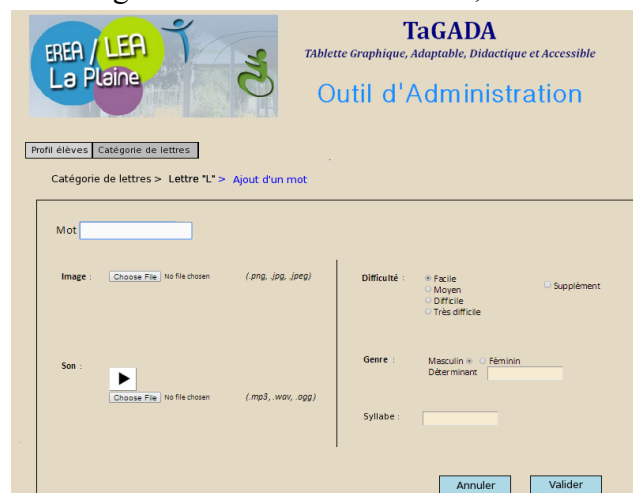 EREA / LEA
La Plaine
TaGADA
TAblette Graphique, Adaptable, Didactique et Accessible
Outil d'Administration
Profil élèves Catégorie de lettres
Catégorie de lettres > Lettre "L" > Ajout d'un mot
Mot
Image : Choose File No file chosen (.png, .jpg, .jpeg)
Difficulté : Facile
Moyen
Difficile
Très difficile
Supplément
Son :
Choose File No file chosen (.mp3, .wav, .ogg)
Genre : Masculin Féminin
Déterminant
Syllabe :
Annuler Valider